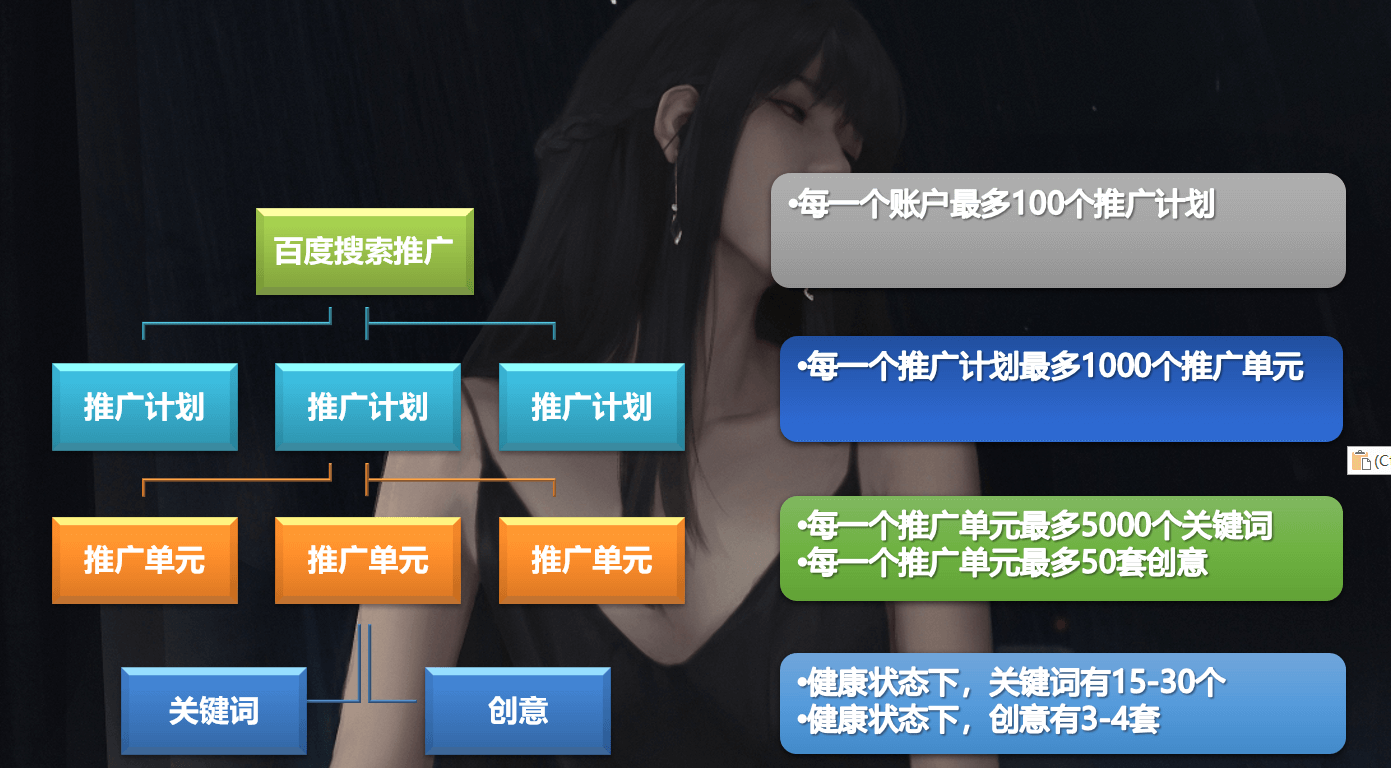 百度搜索推广
•每一个账户最多100个推广计划
推广计划
推广计划
推广计划
•每一个推广计划最多1000个推广单元
(C
推广单元
推广单元
推广单元
•每一个推广单元最多5000个关键词
•每一个推广单元最多50套创意
关键词
创意
•健康状态下，关键词有15-30个
•健康状态下，创意有3-4套